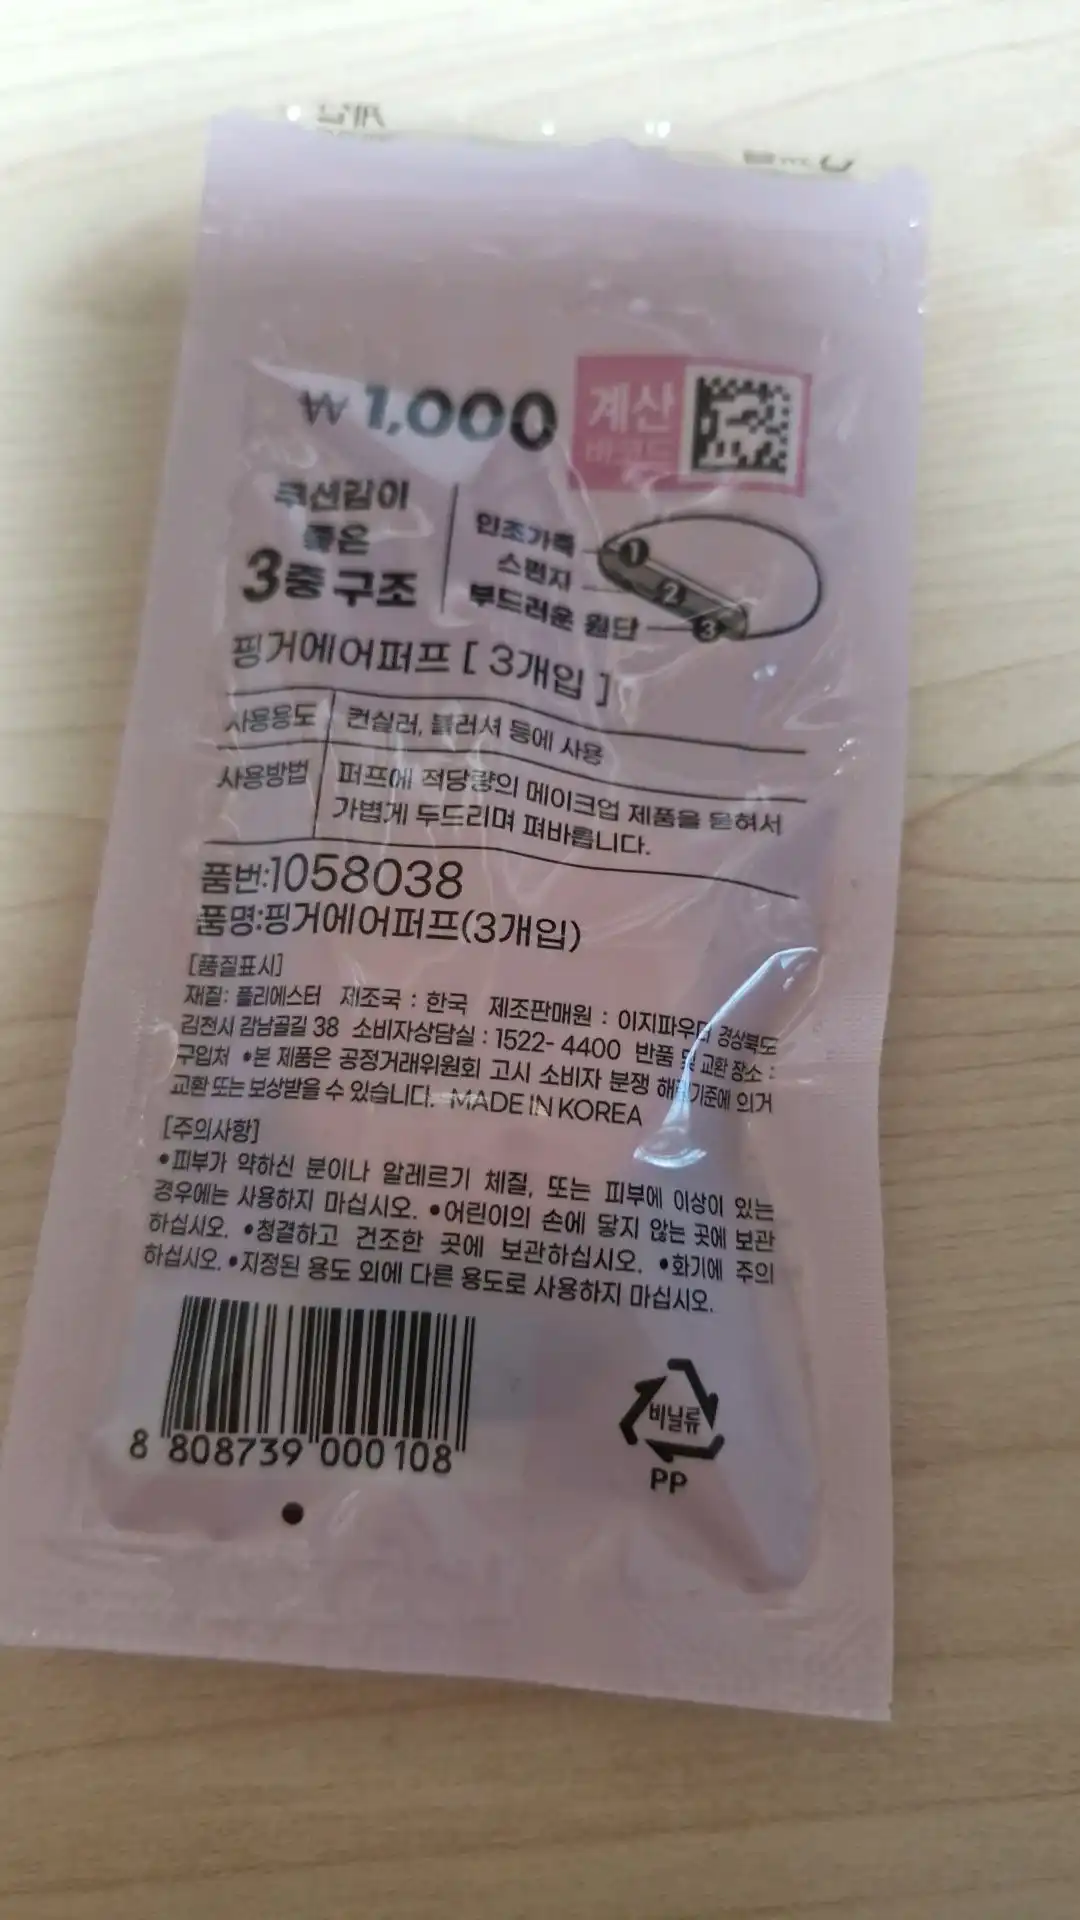 ₩1,000
계산
바코드
쿠션감이
좋은
3중 구조
인조가죽
스펀지
부드러운 원단
1
2
3
핑거에어퍼프 [ 3개입 ]
사용용도 컨실러, 블러셔 등에 사용
사용방법 퍼프에 적당량의 메이크업 제품을 묻혀서
가볍게 두드리며 펴바릅니다.
품번:1058038
품명:핑거에어퍼프(3개입)
[품질표시]
재질: 폴리에스터 제조국 : 한국 제조판매원 : 이지파우더 경상북도
김천시 감남골길 38 소비자상담실 : 1522- 4400 반품 및 교환 장소 :
구입처 •본 제품은 공정거래위원회 고시 소비자 분쟁 해결기준에 의거
교환 또는 보상받을 수 있습니다. MADE IN KOREA
[주의사항]
•피부가 약하신 분이나 알레르기 체질, 또는 피부에 이상이 있는
경우에는 사용하지 마십시오. •어린이의 손에 닿지 않는 곳에 보관
하십시오. •청결하고 건조한 곳에 보관하십시오. •화기에 주의
하십시오. •지정된 용도 외에 다른 용도로 사용하지 마십시오.
8 808739 000108
비닐류
PP